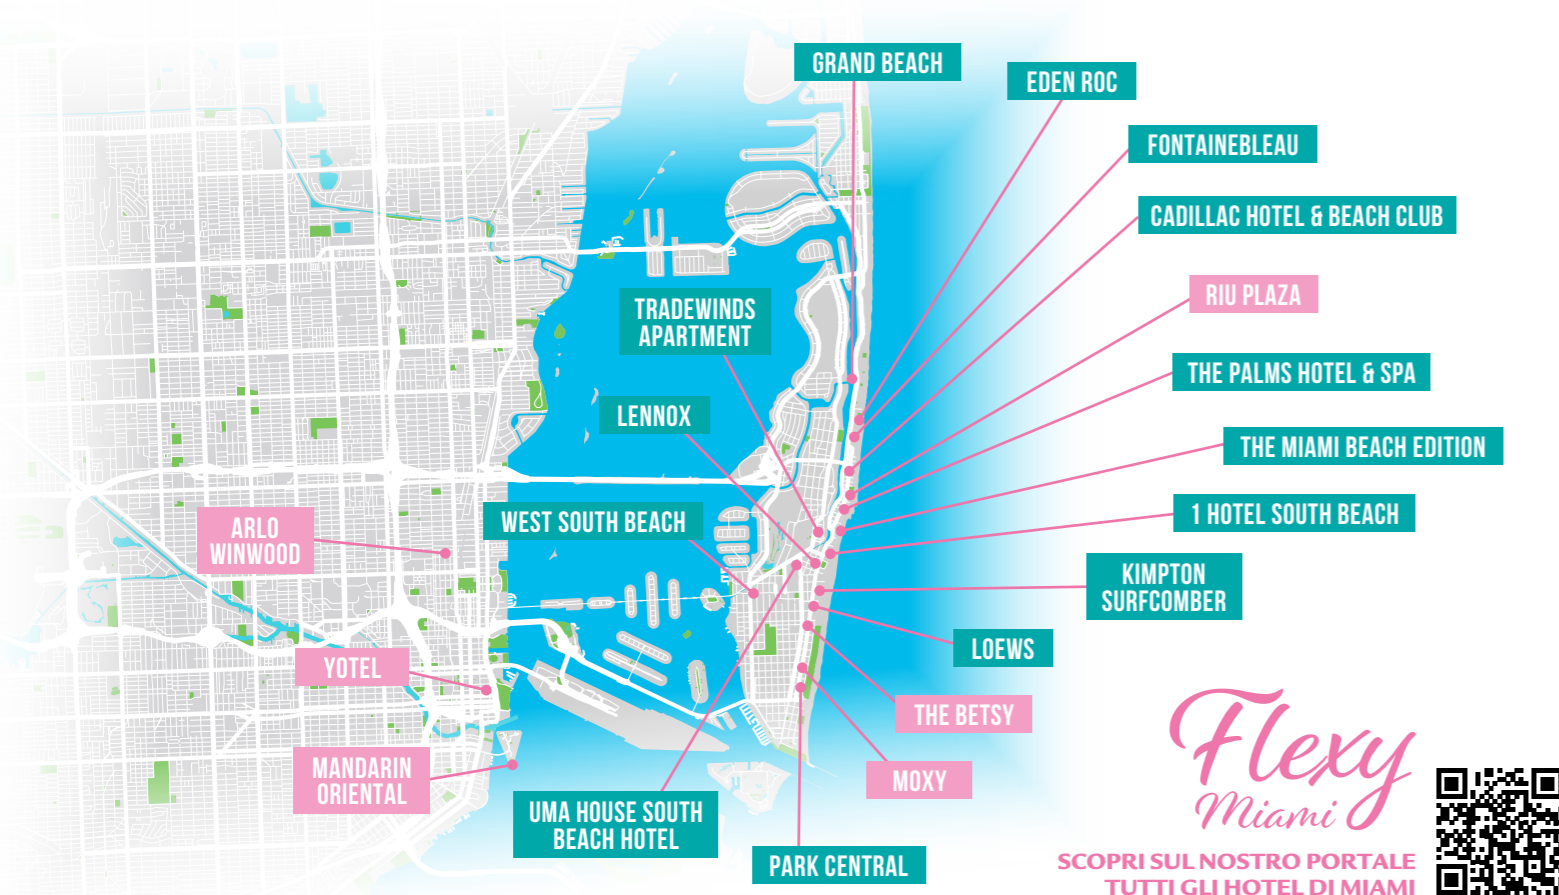 GRAND BEACH
EDEN ROC
FONTAINEBLEAU
CADILLAC HOTEL & BEACH CLUB
RIU PLAZA
TRADEWINDS
APARTMENT
THE PALMS HOTEL & SPA
LENNOX
THE MIAMI BEACH EDITION
1 HOTEL SOUTH BEACH
WEST SOUTH BEACH
ARLO
WINWOOD
KIMPTON
SURFCOMBER
LOEWS
YOTEL
THE BETSY
MANDARIN
ORIENTAL
MOXY
UMA HOUSE SOUTH
BEACH HOTEL
PARK CENTRAL
Flexy
Miami
SCOPRI SUL NOSTRO PORTALE
TUTTI GLI HOTEL DI MIAMI